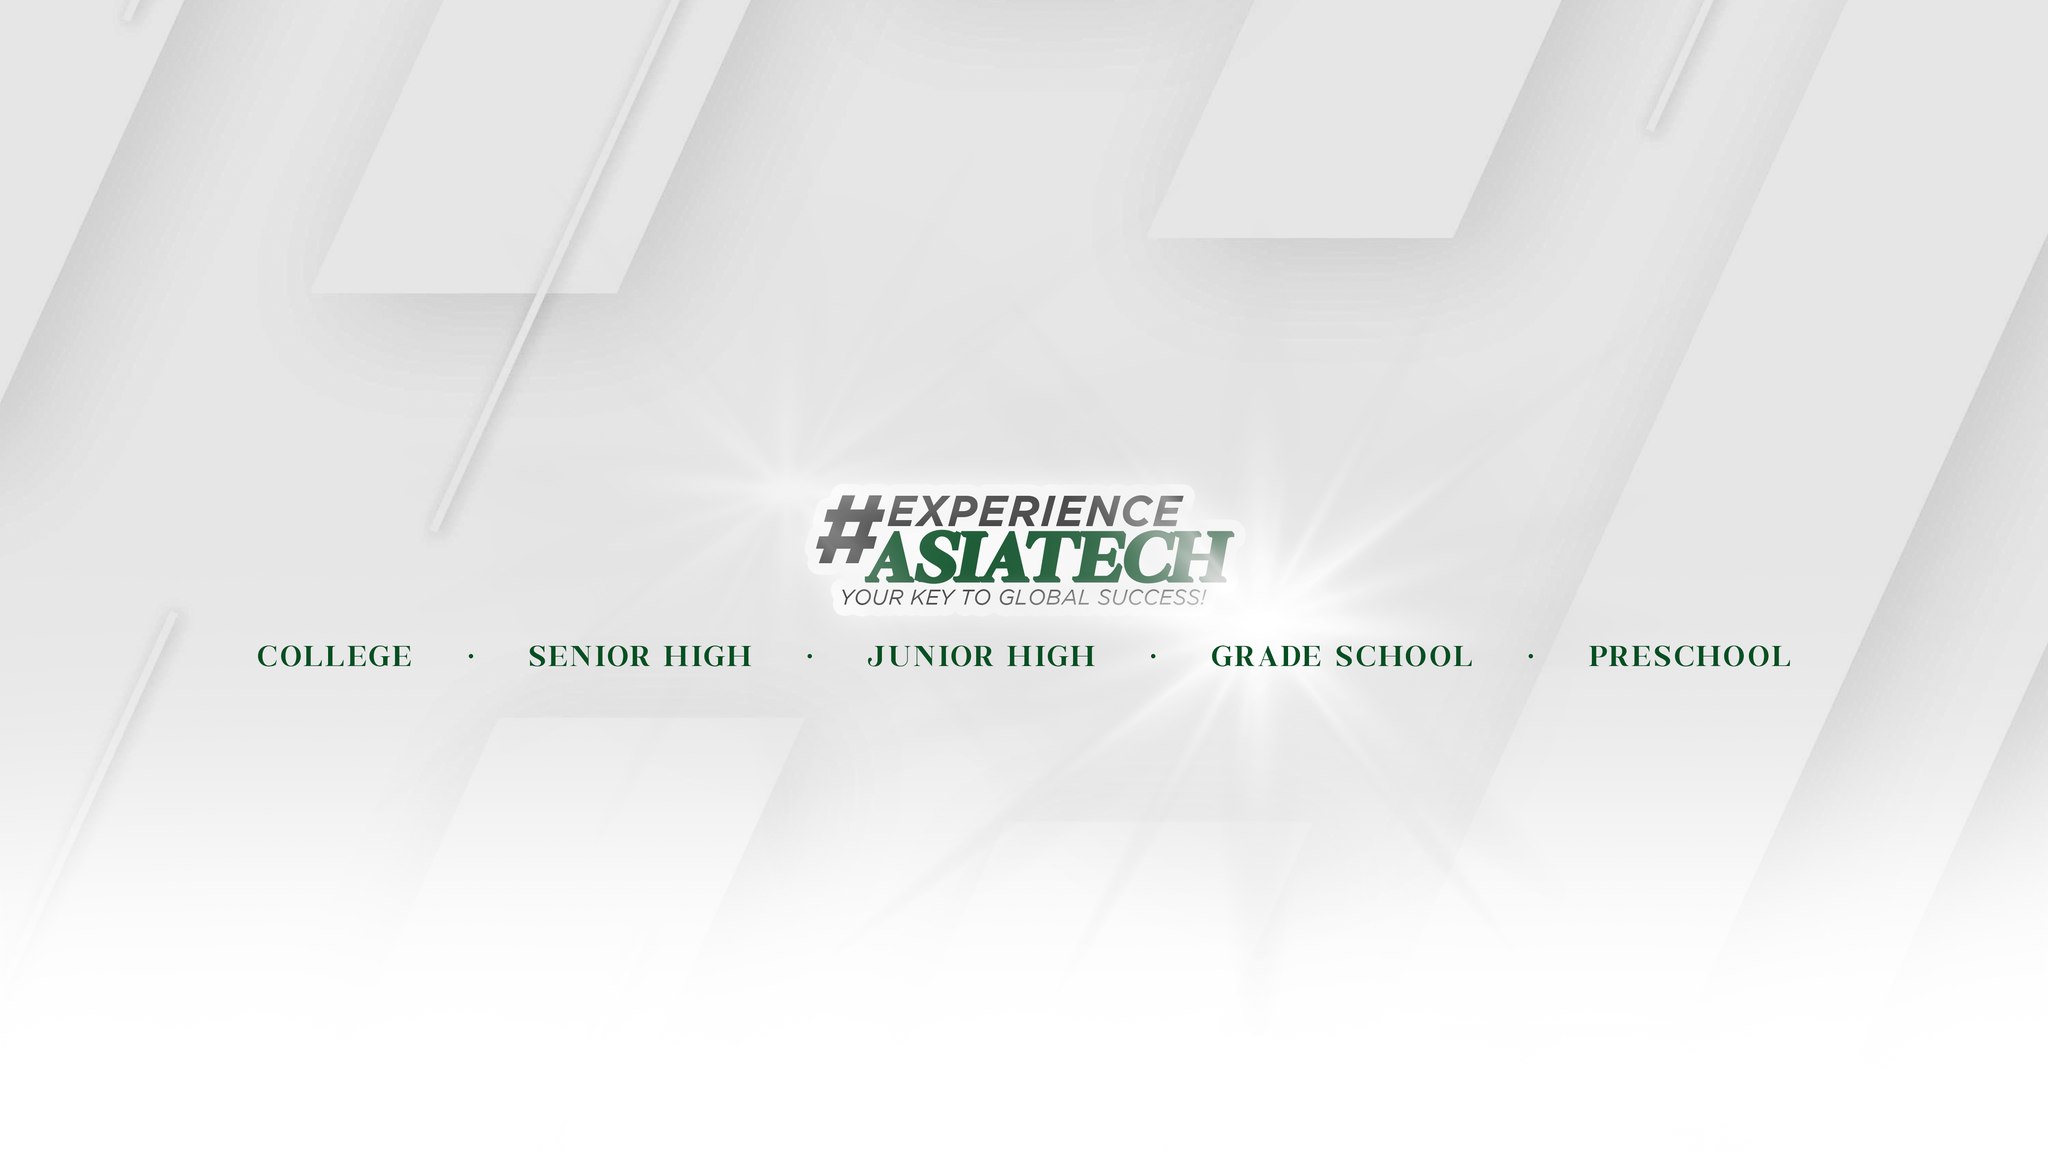 #EXPERIENCE
ASIATECH
YOUR KEY TO GLOBAL SUCCESS!
COLLEGE · SENIOR HIGH · JUNIOR HIGH · GRADE SCHOOL · PRESCHOOL